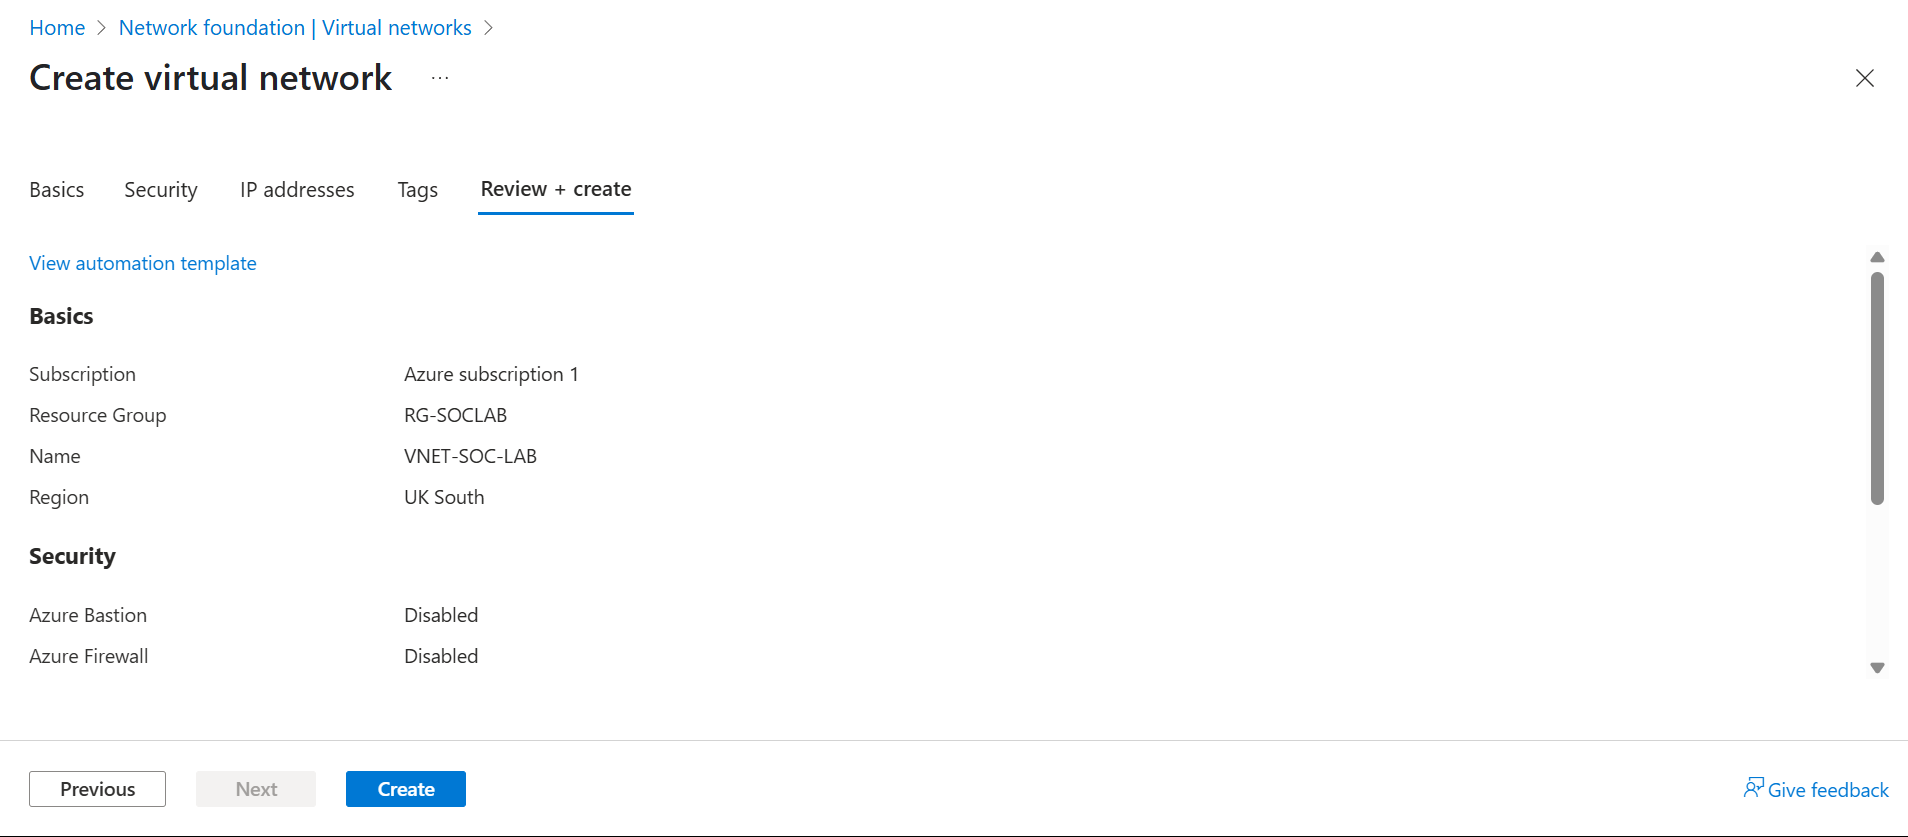 Home > Network foundation | Virtual networks >
Create virtual network ...
Basics Security IP addresses Tags Review + create
View automation template
Basics
Subscription Azure subscription 1
Resource Group RG-SOCLAB
Name VNET-SOC-LAB
Region UK South
Security
Azure Bastion Disabled
Azure Firewall Disabled
Previous Next Create Give feedback